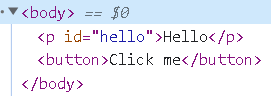 <body> == $0
<p id="hello">Hello</p>
<button>Click me</button>
</body>